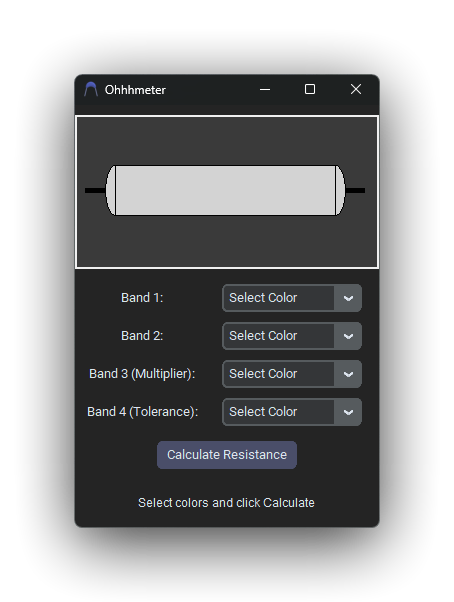 Ohhhmeter
Band 1: Select Color
Band 2: Select Color
Band 3 (Multiplier): Select Color
Band 4 (Tolerance): Select Color
Calculate Resistance
Select colors and click Calculate